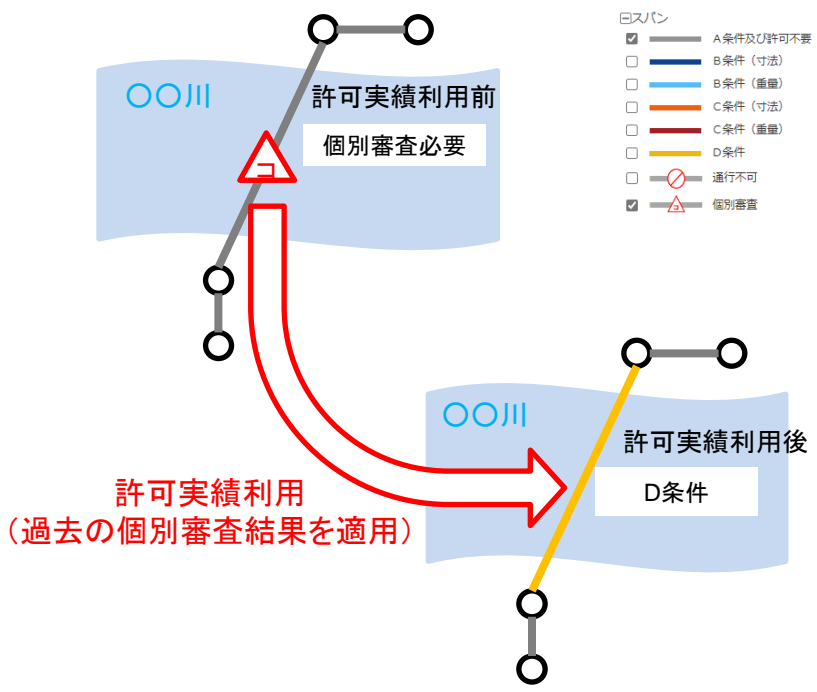 〇〇川
許可実績利用前
個別審査必要
コ
スパン
A条件及び許可不要
B条件（寸法）
B条件（重量）
C条件（寸法）
C条件（重量）
D条件
通行不可
コ
個別審査
〇〇川
許可実績利用後
D条件
許可実績利用
（過去の個別審査結果を適用）